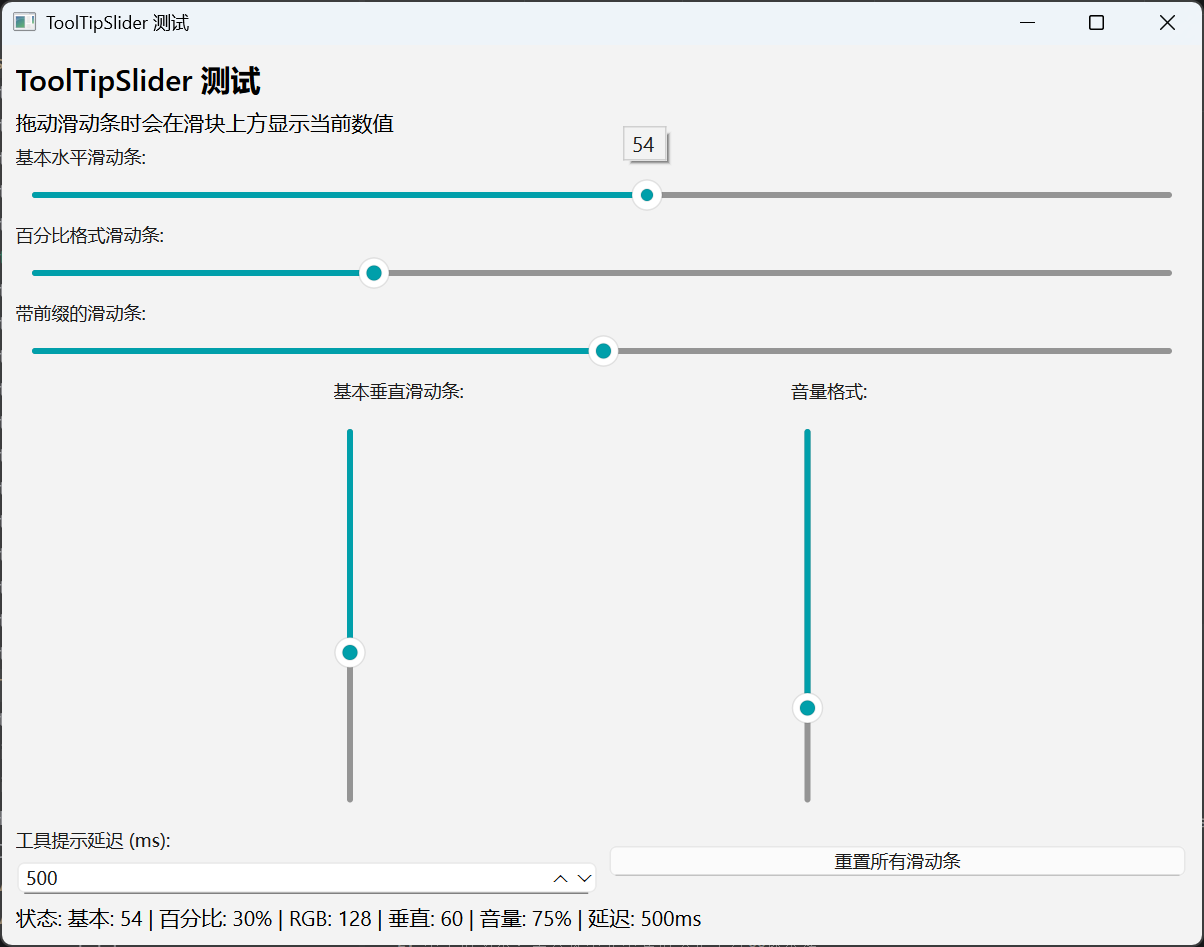 ToolTipSlider 测试
ToolTipSlider 测试
拖动滑动条时会在滑块上方显示当前数值
54
基本水平滑动条:
百分比格式滑动条:
带前缀的滑动条:
基本垂直滑动条:
音量格式:
工具提示延迟 (ms):
500
重置所有滑动条
状态: 基本: 54 | 百分比: 30% | RGB: 128 | 垂直: 60 | 音量: 75% | 延迟: 500ms